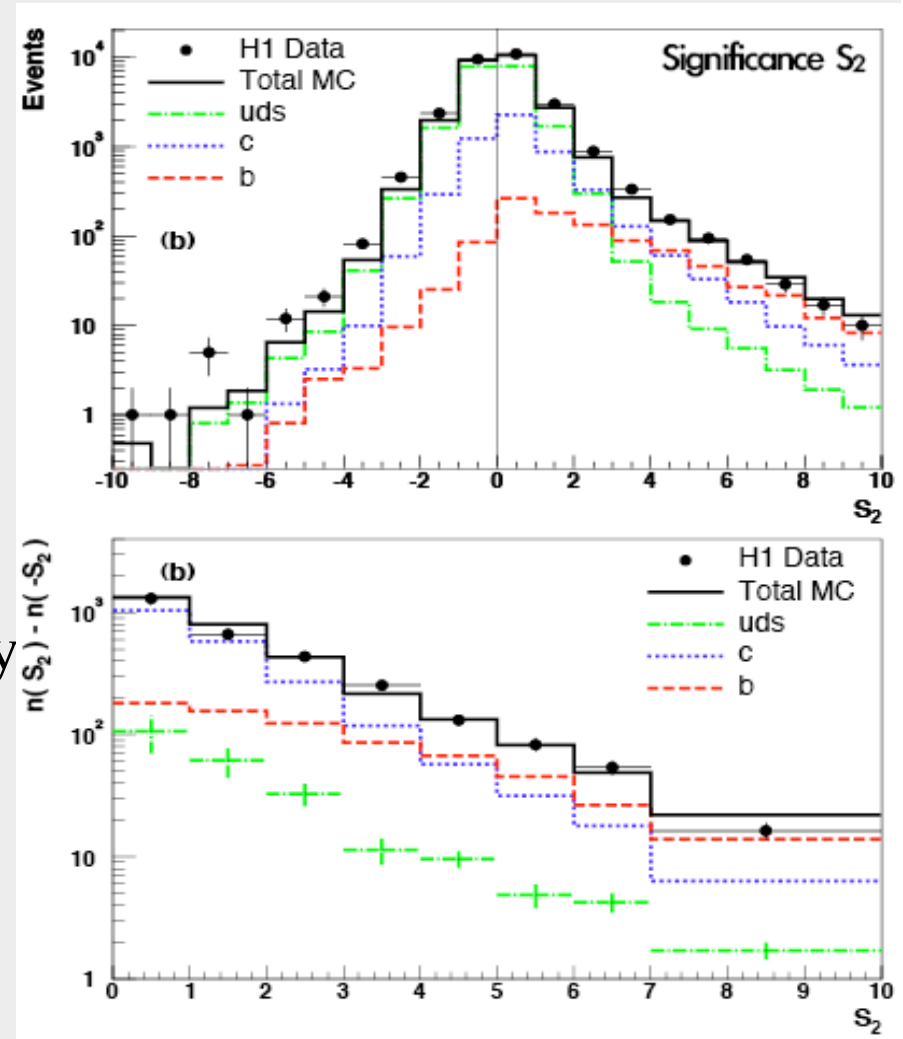 Events
10⁴
10³
10²
10
1
H1 Data
Total MC
uds
c
b
(b)
Significance S₂
-10 -8 -6 -4 -2 0 2 4 6 8 10
S₂
y
n( S₂) - n( -S₂ )
10³
10²
10
1
(b)
H1 Data
Total MC
uds
c
b
0 1 2 3 4 5 6 7 8 9 10
S₂